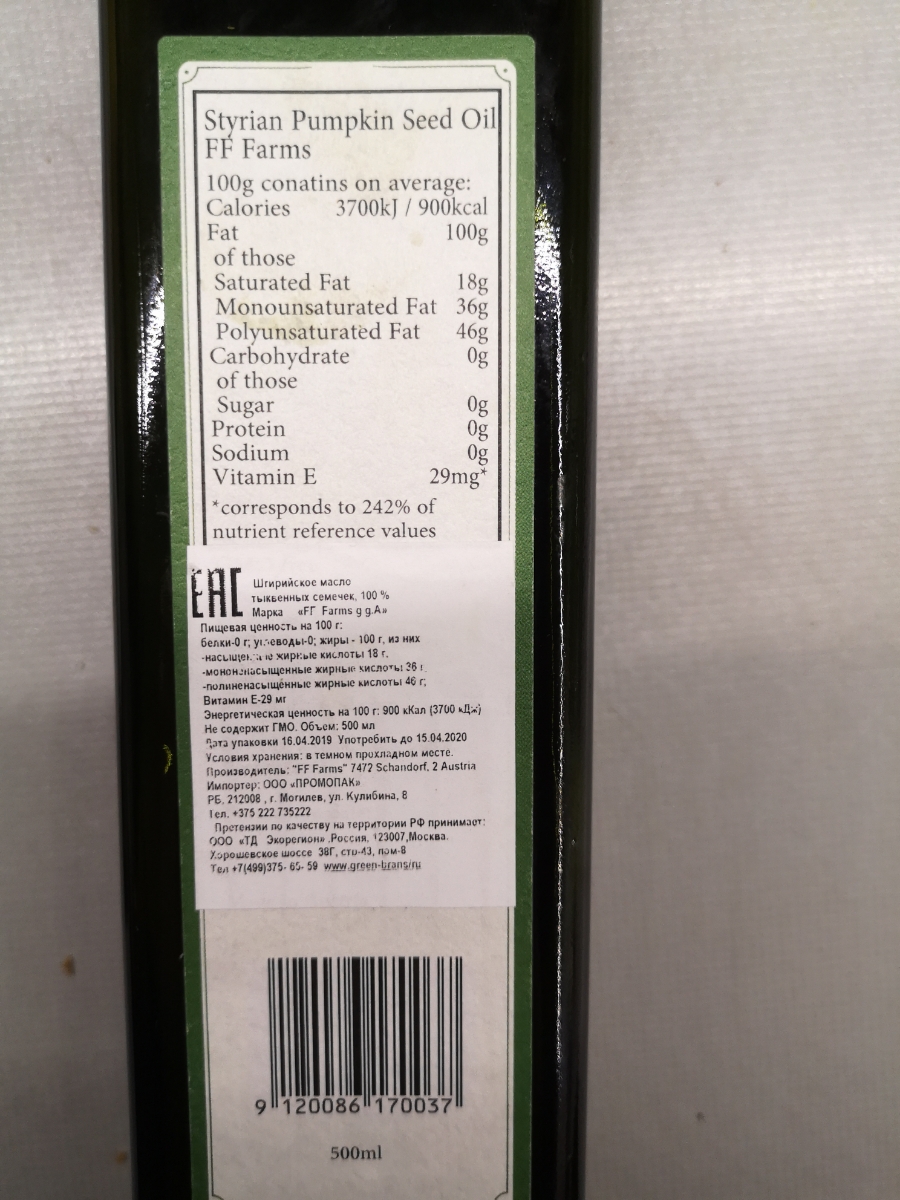 Styrian Pumpkin Seed Oil
FF Farms
100g conatins on average:
Calories 3700kJ / 900kcal
Fat 100g
of those
Saturated Fat 18g
Monounsaturated Fat 36g
Polyunsaturated Fat 46g
Carbohydrate 0g
of those
Sugar 0g
Protein 0g
Sodium 0g
Vitamin E 29mg*
*corresponds to 242% of
nutrient reference values
EAC
Штирийское масло
тыквенных семечек, 100 %
Марка «FF Farms g g.A»
Пищевая ценность на 100 г:
белки-0 г; углеводы-0; жиры - 100 г, из них
-насыщенные жирные кислоты 18 г.
-мононенасыщенные жирные кислоты 36 г
-полиненасыщённые жирные кислоты 46 г;
Витамин Е-29 мг
Энергетическая ценность на 100 г: 900 кКал (3700 кДж)
Не содержит ГМО. Объем: 500 мл
Дата упаковки 16.04.2019 Употребить до 15.04.2020
Условия хранения: в темном прохладном месте.
Производитель: "FF Farms" 7472 Schandorf, 2 Austria
Импортер: ООО «ПРОМОПАК»
РБ, 212008 , г. Могилев, ул. Кулибина, 8
Тел. +375 222 735222
Претензии по качеству на территории РФ принимает:
ООО «ТД Экорегион» .Россия, 123007,Москва.
Хорошевское шоссе 38Г, стр-43, пом-8
Тел +7(499)375- 65- 59
9 120086 170037
500ml